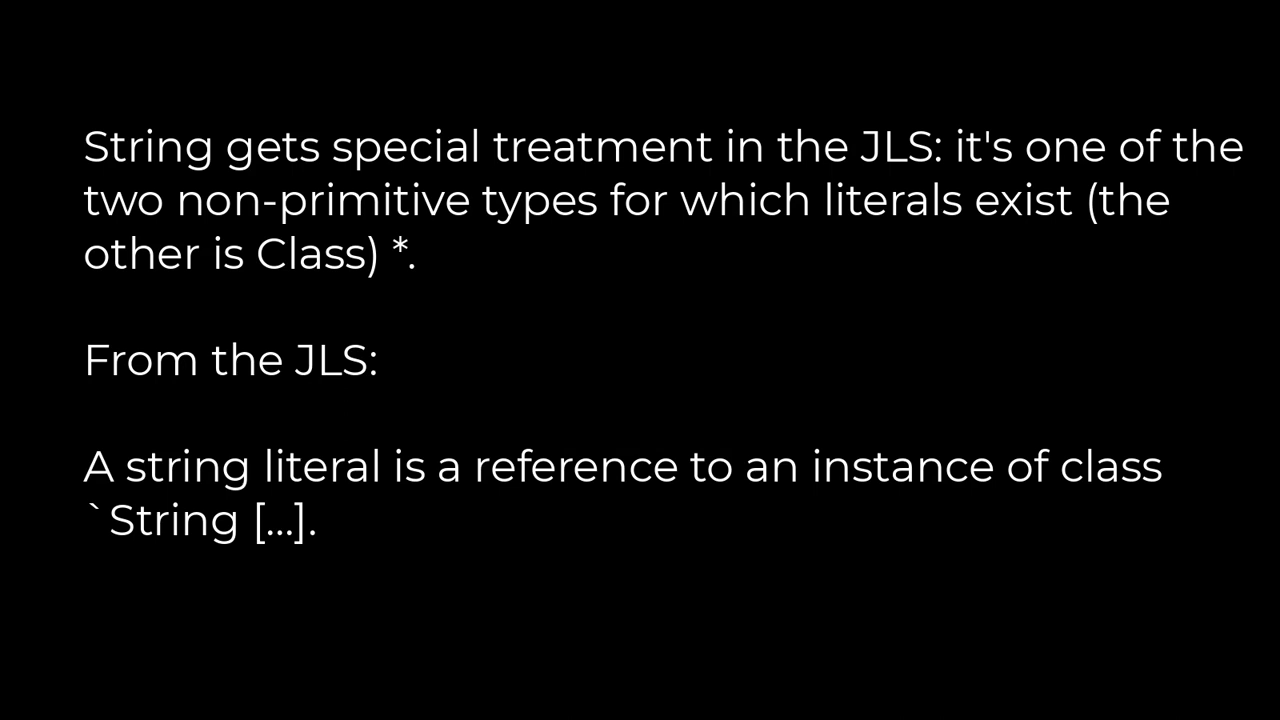 String gets special treatment in the JLS: it's one of the
two non-primitive types for which literals exist (the
other is Class) *.
From the JLS:
A string literal is a reference to an instance of class
`String [...].